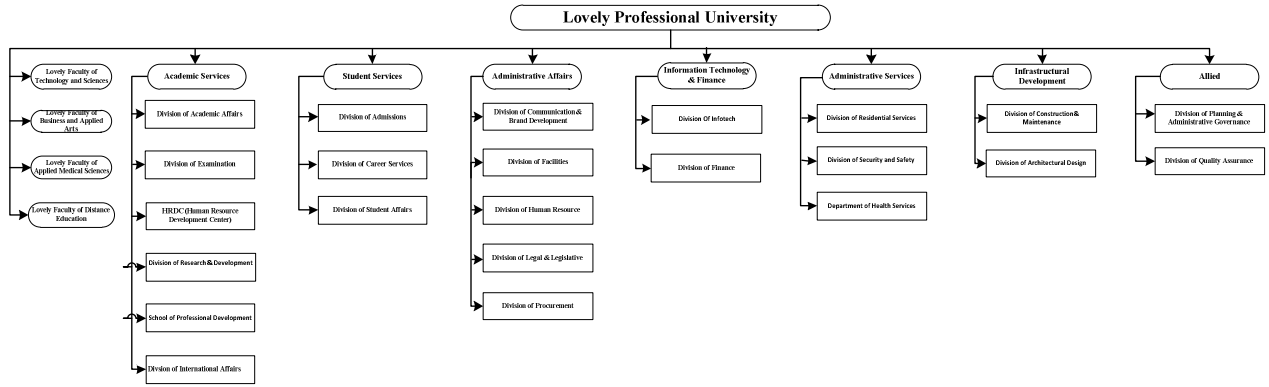 Lovely Professional University
Lovely Faculty of
Technology and Sciences
Lovely Faculty of
Business and Applied
Arts
Lovely Faculty of
Applied Medical Sciences
Lovely Faculty of Distance
Education
Academic Services
Division of Academic Affairs
Division of Examination
HRDC (Human Resource
Development Center)
Division of Research & Development
School of Professional Development
Divsion of International Affairs
Student Services
Division of Admissions
Division of Career Services
Division of Student Affairs
Administrative Affairs
Division of Communication &
Brand Development
Division of Facilities
Division of Human Resource
Division of Legal & Legislative
Division of Procurement
Information Technology
& Finance
Division Of Infotech
Division of Finance
Administrative Services
Division of Residential Services
Division of Security and Safety
Department of Health Services
Infrastructural
Development
Division of Construction&
Maintenance
Division of Architectural Design
Allied
Division of Planning &
Administrative Governance
Division of Quality Assurance